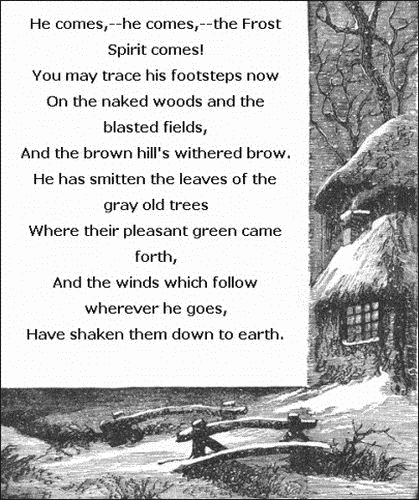 He comes,--he comes,--the Frost
Spirit comes!
You may trace his footsteps now
On the naked woods and the
blasted fields,
And the brown hill's withered brow.
He has smitten the leaves of the
gray old trees
Where their pleasant green came
forth,
And the winds which follow
wherever he goes,
Have shaken them down to earth.